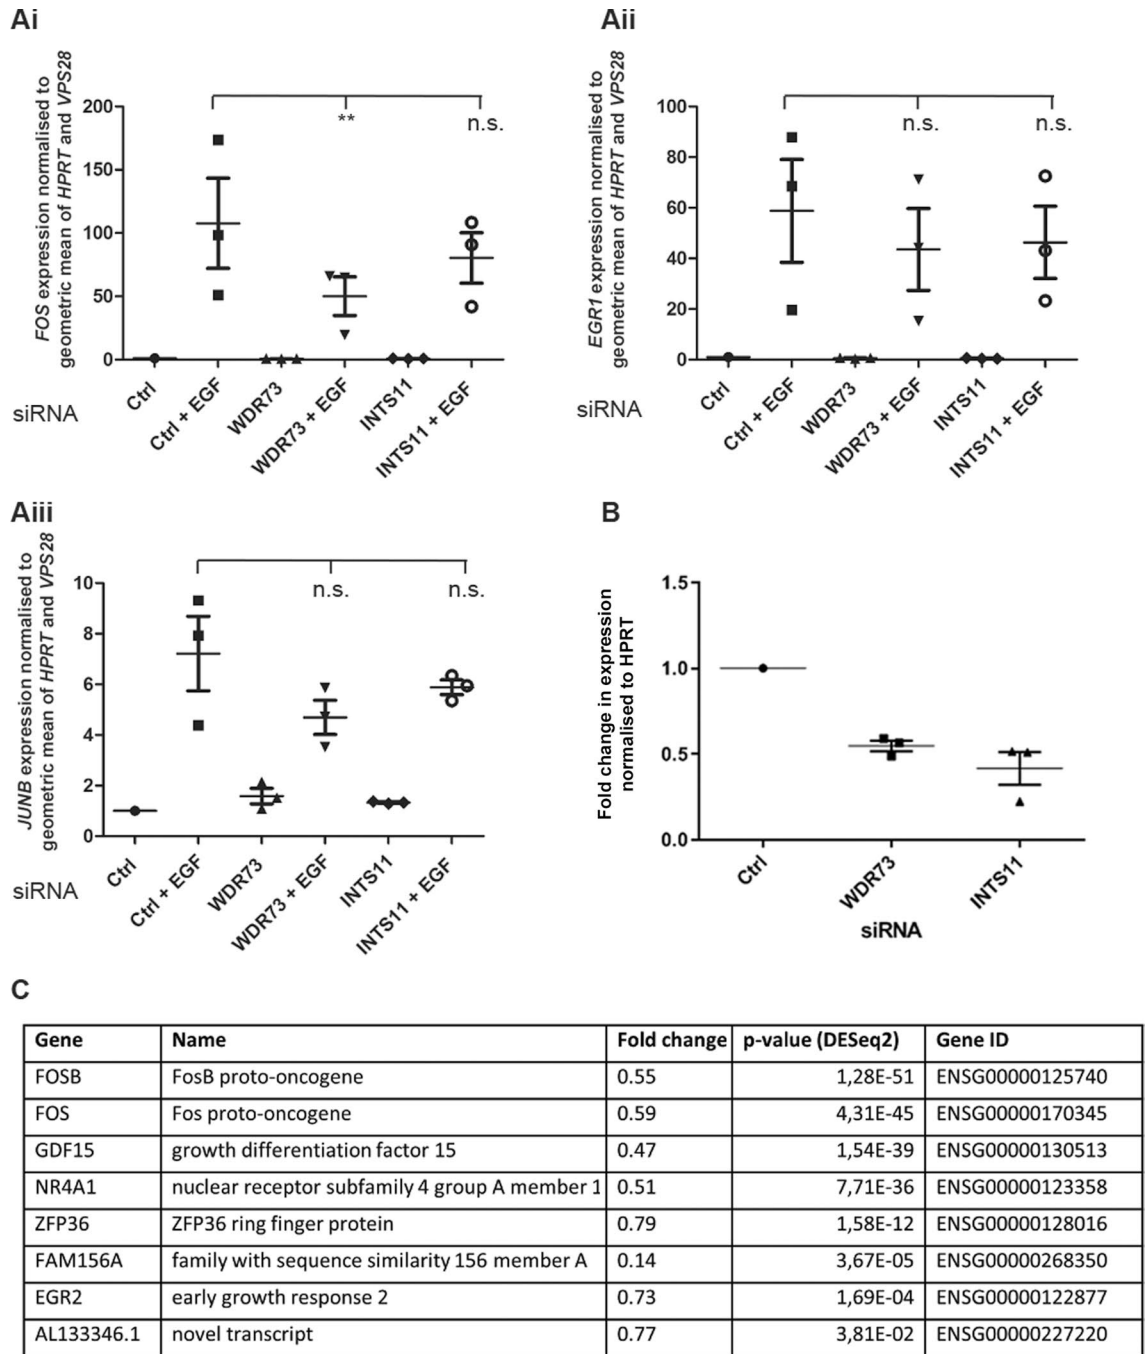 Ai
FOS expression normalised to
geometric mean of HPRT and VPS28
200
150
100
50
0
**
n.s.
siRNA
Ctrl
Ctrl + EGF
WDR73
WDR73 + EGF
INTS11
INTS11 + EGF
Aii
EGR1 expression normalised to
geometric mean of HPRT and VPS28
100
80
60
40
20
0
n.s.
n.s.
siRNA
Ctrl
Ctrl + EGF
WDR73
WDR73 + EGF
INTS11
INTS11 + EGF
Aiii
JUNB expression normalised to
geometric mean of HPRT and VPS28
10
8
6
4
2
0
n.s.
n.s.
siRNA
Ctrl
Ctrl + EGF
WDR73
WDR73 + EGF
INTS11
INTS11 + EGF
B
Fold change in expression
normalised to HPRT
1.5
1.0
0.5
0.0
Ctrl
WDR73
INTS11
siRNA
C
Gene Name Fold change p-value (DESeq2) Gene ID
FOSB FosB proto-oncogene 0.55 1,28E-51 ENSG00000125740
FOS Fos proto-oncogene 0.59 4,31E-45 ENSG00000170345
GDF15 growth differentiation factor 15 0.47 1,54E-39 ENSG00000130513
NR4A1 nuclear receptor subfamily 4 group A member 1 0.51 7,71E-36 ENSG00000123358
ZFP36 ZFP36 ring finger protein 0.79 1,58E-12 ENSG00000128016
FAM156A family with sequence similarity 156 member A 0.14 3,67E-05 ENSG00000268350
EGR2 early growth response 2 0.73 1,69E-04 ENSG00000122877
AL133346.1 novel transcript 0.77 3,81E-02 ENSG00000227220